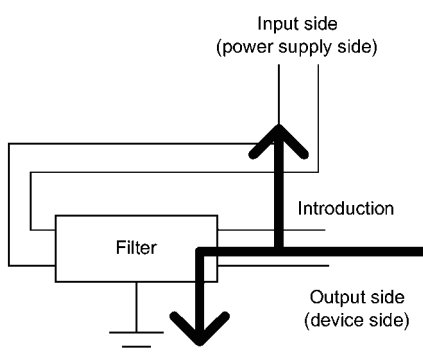 Input side
(power supply side)
Introduction
Filter
Output side
(device side)